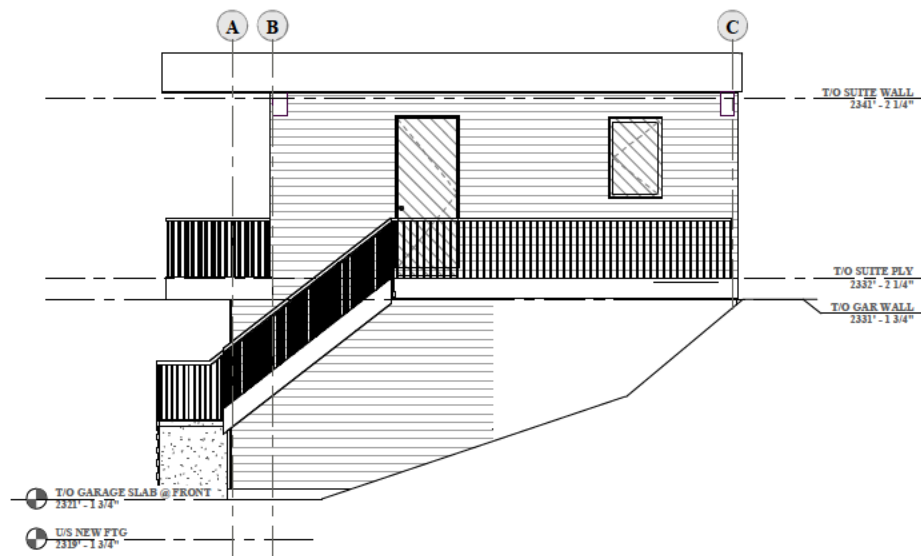 A B C
T/O SUITE WALL
2341' - 2 1/4"
T/O SUITE PLY
2332' - 2 1/4"
T/O GAR WALL
2331' - 1 3/4"
T/O GARAGE SLAB @ FRONT
2321' - 1 3/4"
U/S NEW FTG
2319' - 1 3/4"